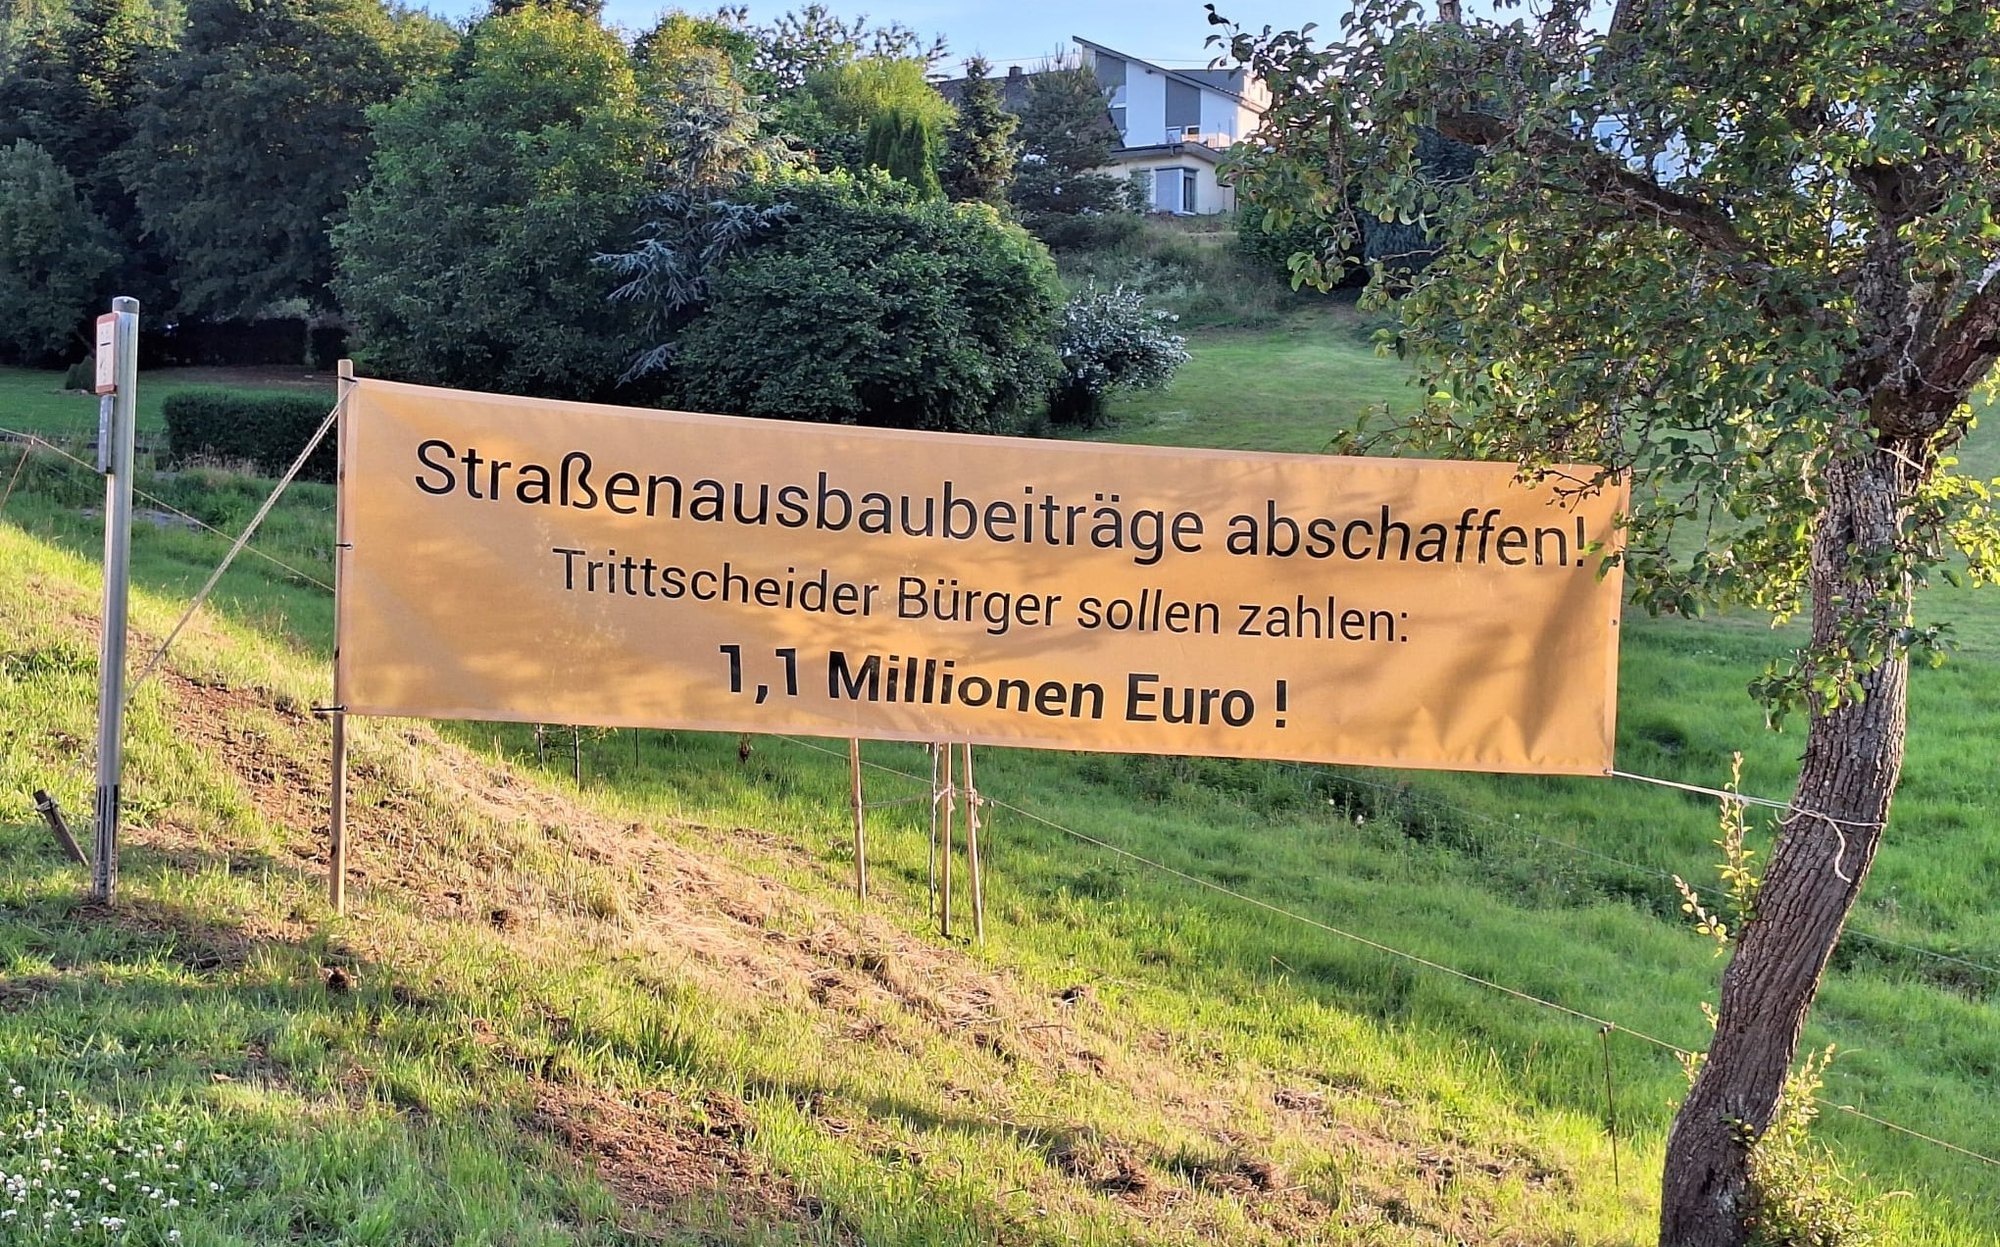 Straßenausbaubeiträge abschaffen!
Trittscheider Bürger sollen zahlen:
1,1 Millionen Euro !